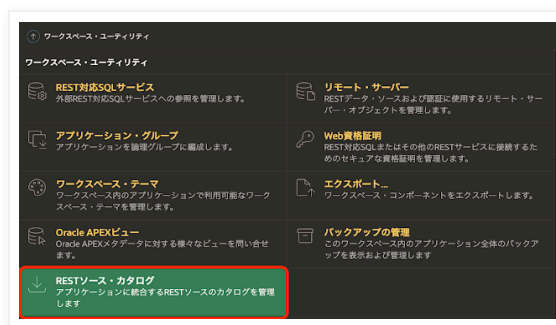 ワークスペース・ユーティリティ
ワークスペース・ユーティリティ
REST対応SQLサービス
外部REST対応SQLサービスへの参照を管理します。
リモート・サーバー
RESTデータ・ソースおよび認証に使用するリモート・サー
バー・オブジェクトを管理します。
アプリケーション・グループ
アプリケーションを論理グループに編成します。
Web資格証明
REST対応SQLまたはその他のRESTサービスに接続するた
めのセキュアな資格証明を管理します。
ワークスペース・テーマ
ワークスペース内のアプリケーションで利用可能なワーク
スペース・テーマを管理します。
エクスポート...
ワークスペース・コンポーネントをエクスポートします。
Oracle APEXビュー
Oracle APEXメタデータに対する様々なビューを問い合せ
ます。
バックアップの管理
このワークスペース内のアプリケーション全体のバックア
ップを表示および管理します
RESTソース・カタログ
アプリケーションに統合するRESTソースのカタログを管理
します